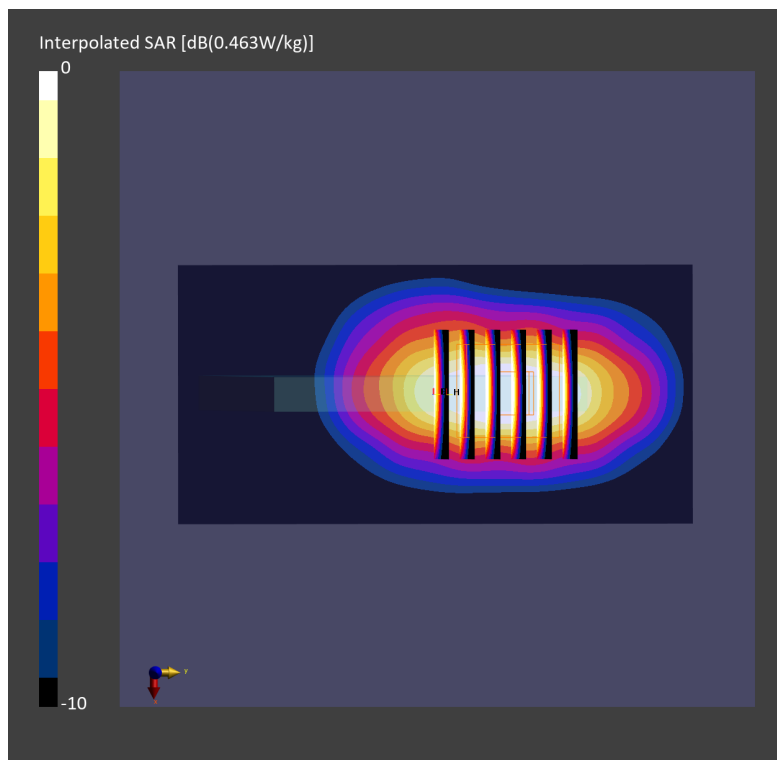 Interpolated SAR [dB(0.463W/kg)]
0
H
-10
Y
X